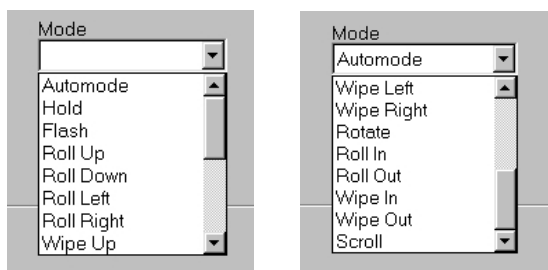 Mode
Automode
Hold
Flash
Roll Up
Roll Down
Roll Left
Roll Right
Wipe Up
Mode
Automode
Wipe Left
Wipe Right
Rotate
Roll In
Roll Out
Wipe In
Wipe Out
Scroll